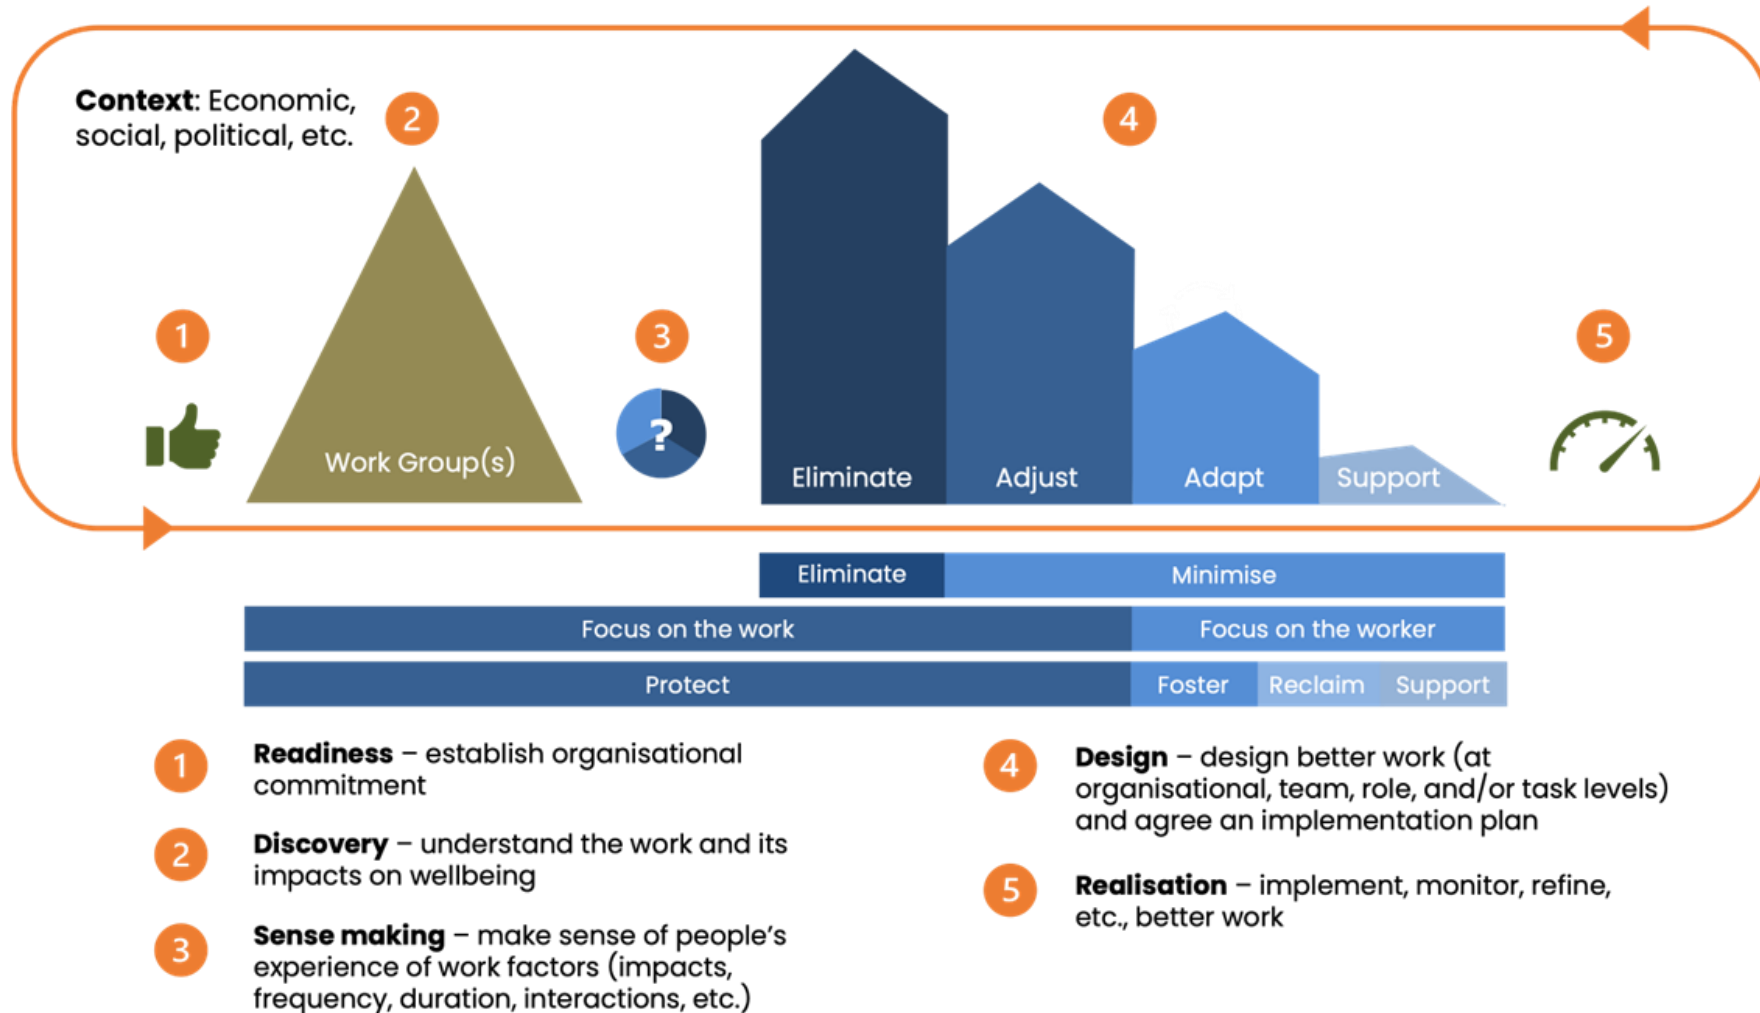 Context: Economic,
social, political, etc.
2
4
1
3
5
?
Work Group(s)
Eliminate
Adjust
Adapt
Support
Eliminate
Minimise
Focus on the work
Focus on the worker
Protect
Foster
Reclaim
Support
1
Readiness – establish organisational
commitment
2
Discovery – understand the work and its
impacts on wellbeing
3
Sense making – make sense of people’s
experience of work factors (impacts,
frequency, duration, interactions, etc.)
4
Design – design better work (at
organisational, team, role, and/or task levels)
and agree an implementation plan
5
Realisation – implement, monitor, refine,
etc., better work